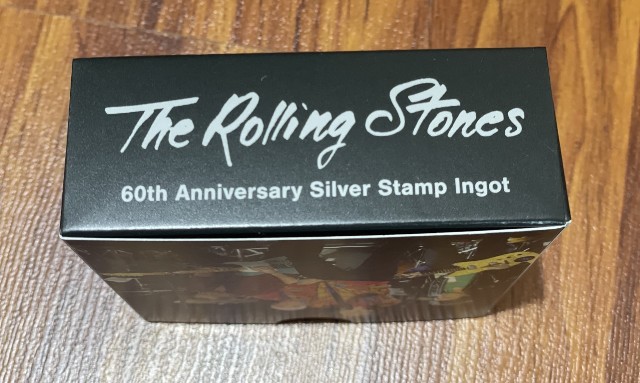 The Rolling Stones
60th Anniversary Silver Stamp Ingot